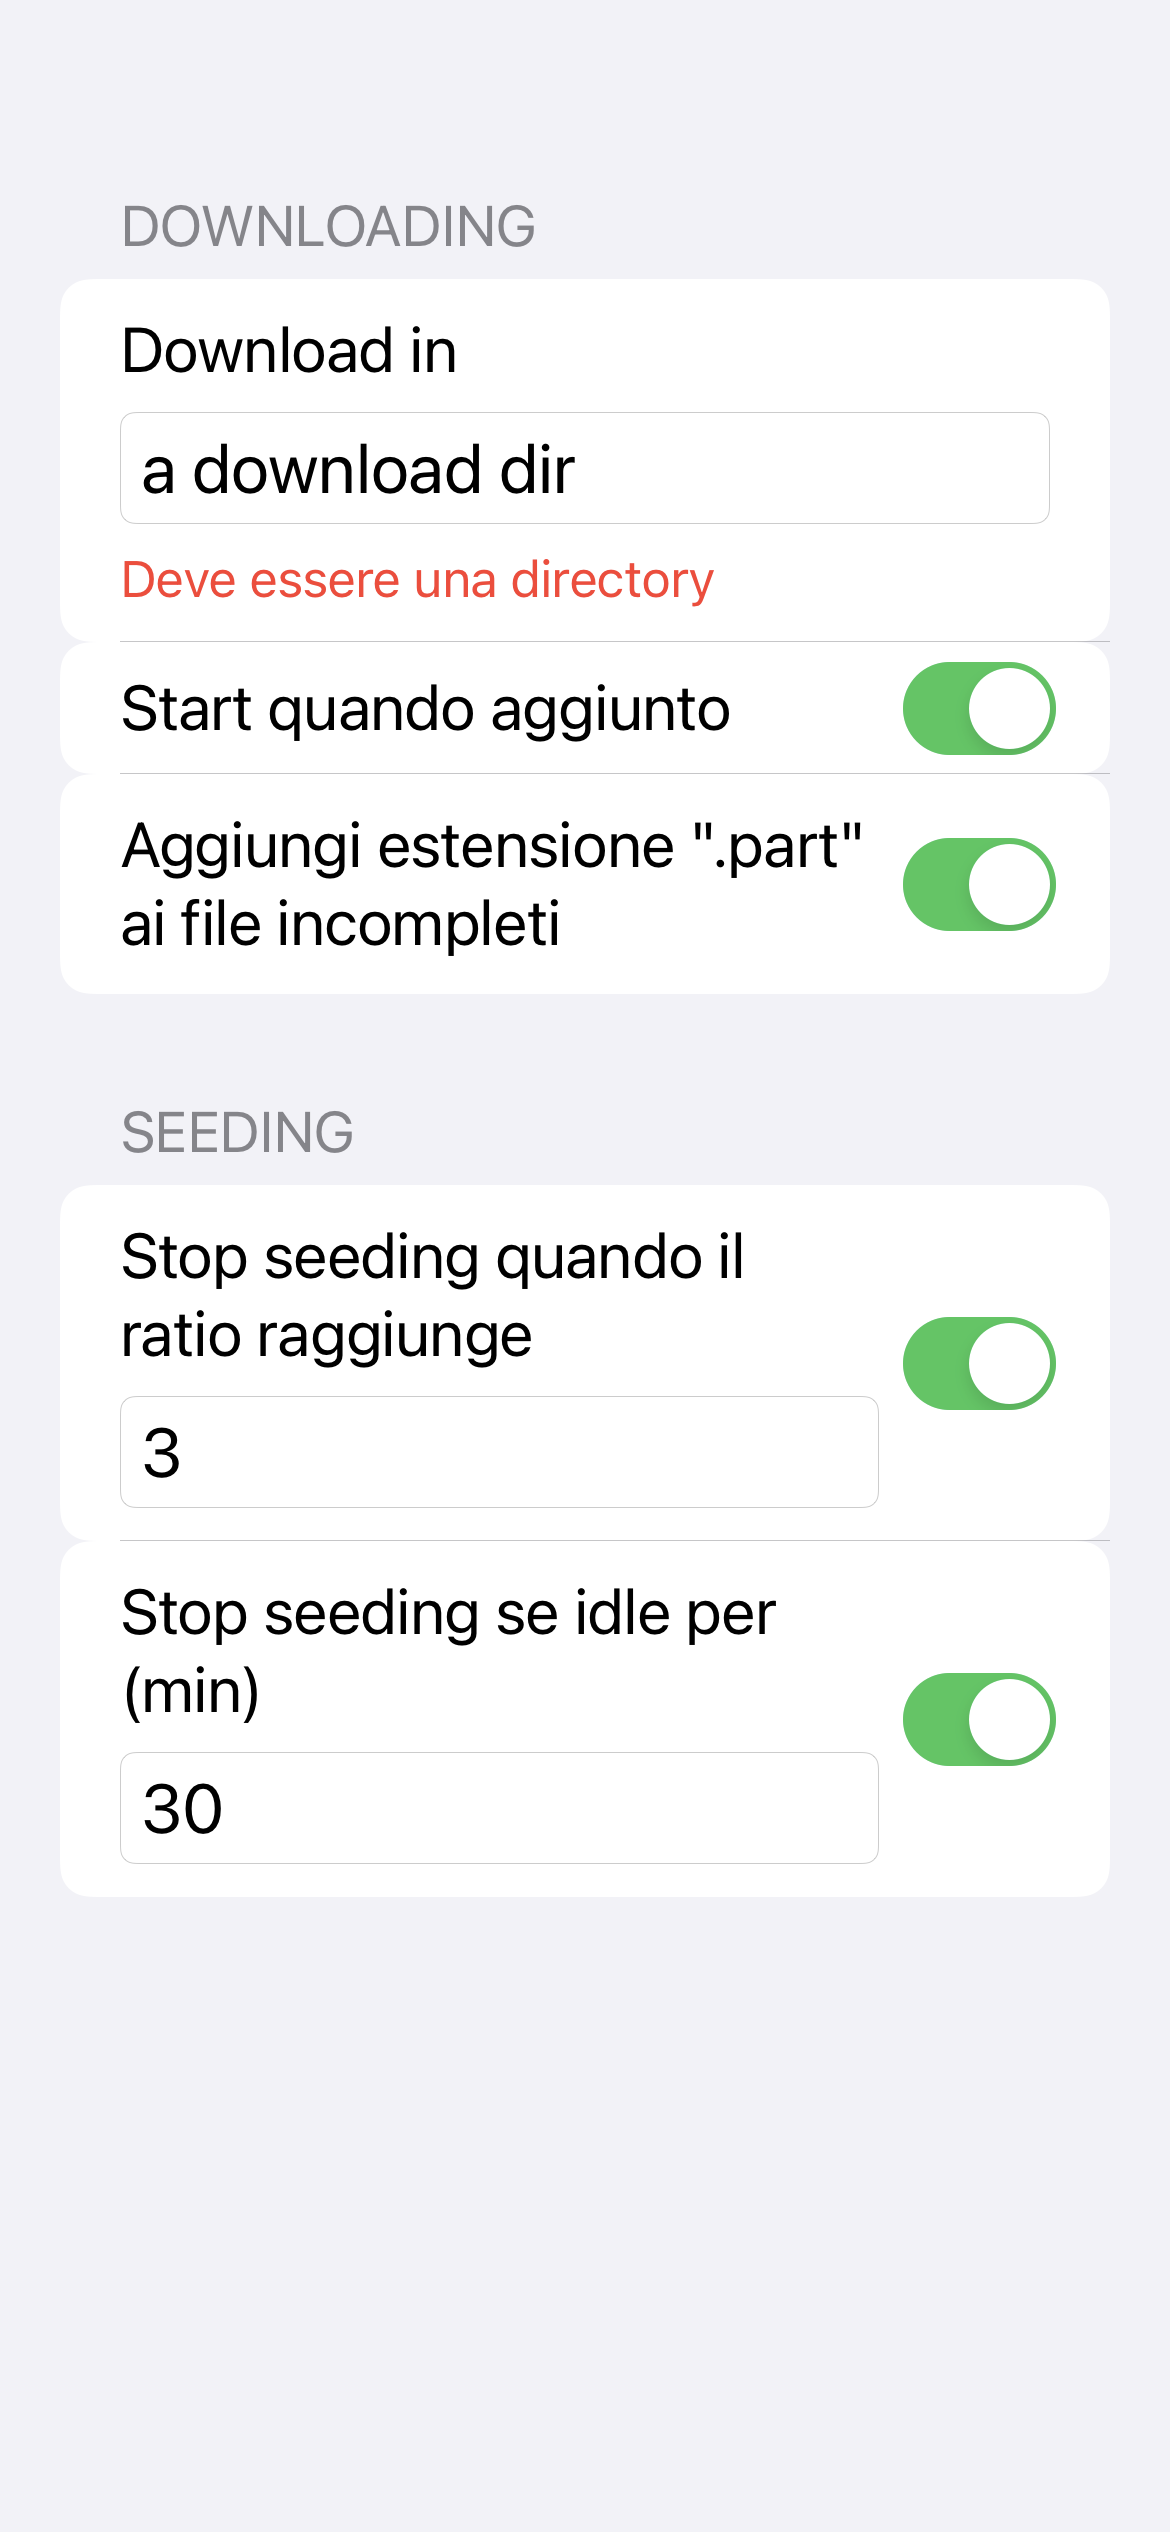 DOWNLOADING
Download in
a download dir
Deve essere una directory
Start quando aggiunto
Aggiungi estensione ".part"
ai file incompleti
SEEDING
Stop seeding quando il
ratio raggiunge
3
Stop seeding se idle per
(min)
30